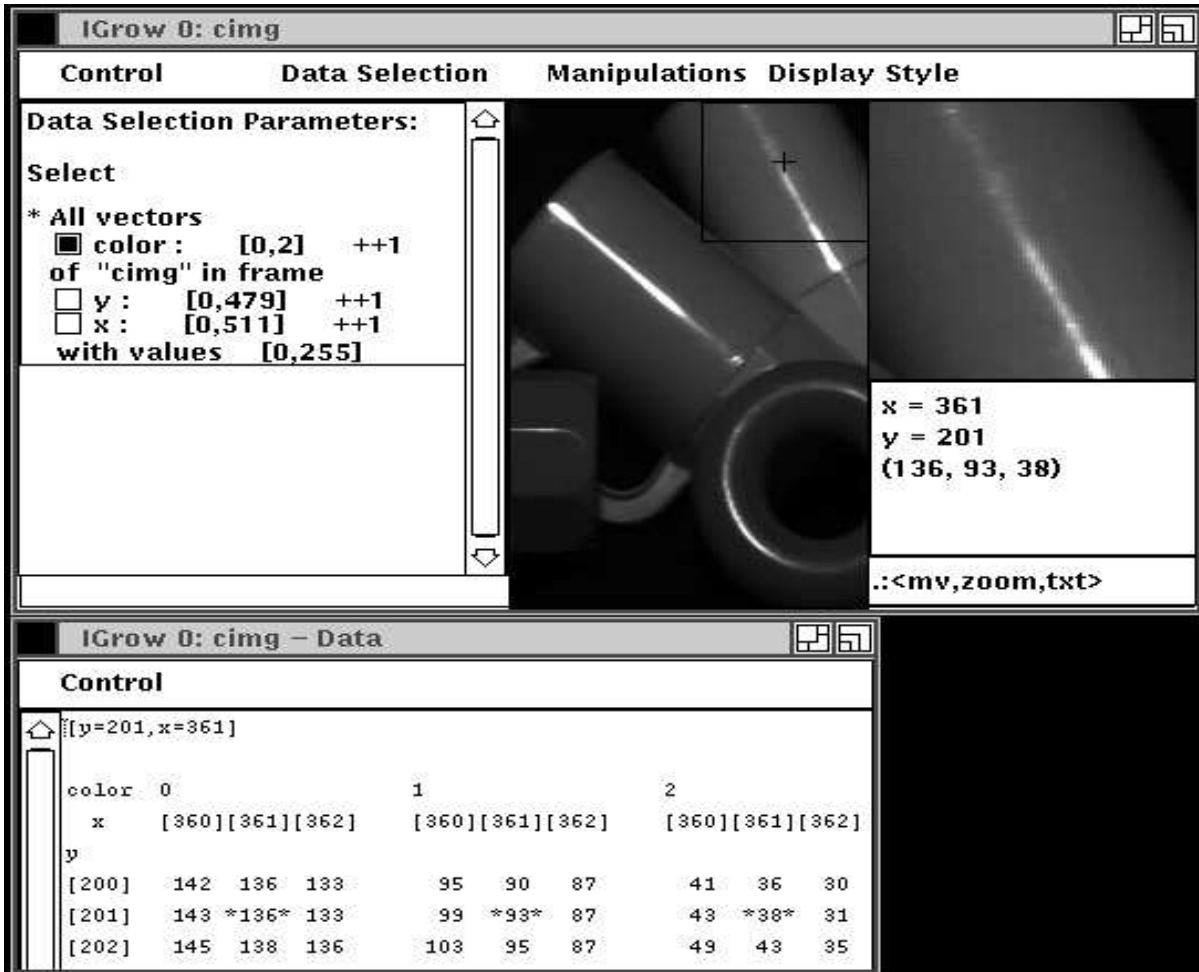 IGrow 0: cimg
Control Data Selection Manipulations Display Style
Data Selection Parameters:
Select
* All vectors
color : [0,2] ++1
of "cimg" in frame
y : [0,479] ++1
x : [0,511] ++1
with values [0,255]
x = 361
y = 201
(136, 93, 38)
.:<mv,zoom,txt>
IGrow 0: cimg – Data
Control
[y=201,x=361]
color 0 1 2
x [360][361][362] [360][361][362] [360][361][362]
y
[200] 142 136 133 95 90 87 41 36 30
[201] 143 *136* 133 99 *93* 87 43 *38* 31
[202] 145 138 136 103 95 87 49 43 35